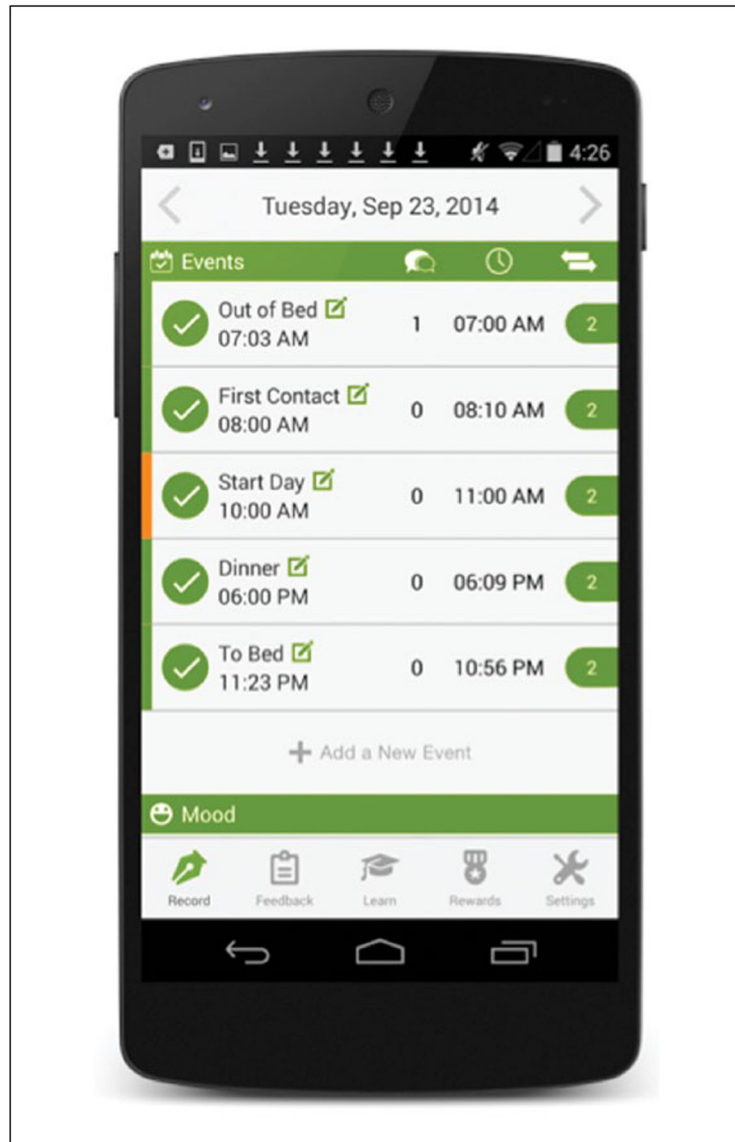 4:26
Tuesday, Sep 23, 2014
Events
Out of Bed
07:03 AM 1 07:00 AM 2
First Contact
08:00 AM 0 08:10 AM 2
Start Day
10:00 AM 0 11:00 AM 2
Dinner
06:00 PM 0 06:09 PM 2
To Bed
11:23 PM 0 10:56 PM 2
Add a New Event
Mood
Record Feedback Learn Rewards Settings